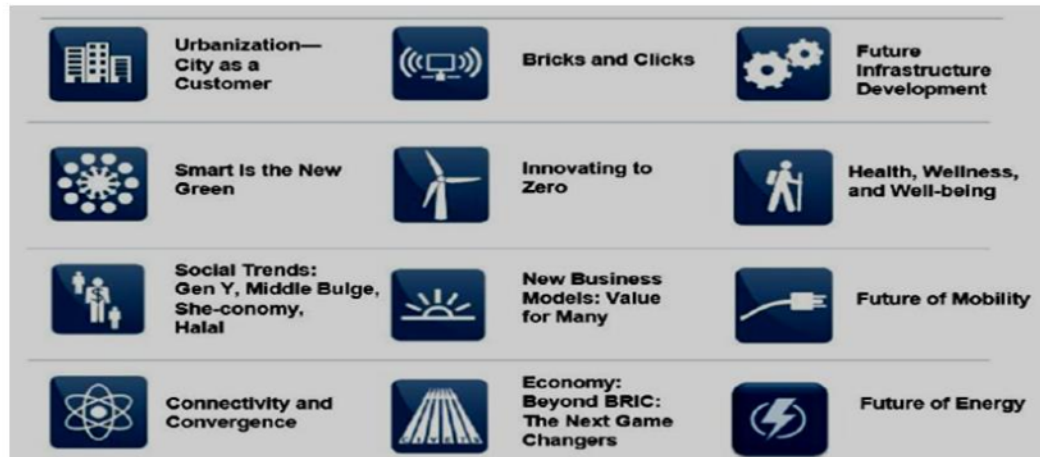 Urbanization—
City as a
Customer
Bricks and Clicks
Future
Infrastructure
Development
Smart is the New
Green
Innovating to
Zero
Health, Wellness,
and Well-being
Social Trends:
Gen Y, Middle Bulge,
She-conomy,
Halal
New Business
Models: Value
for Many
Future of Mobility
Connectivity and
Convergence
Economy:
Beyond BRIC:
The Next Game
Changers
Future of Energy